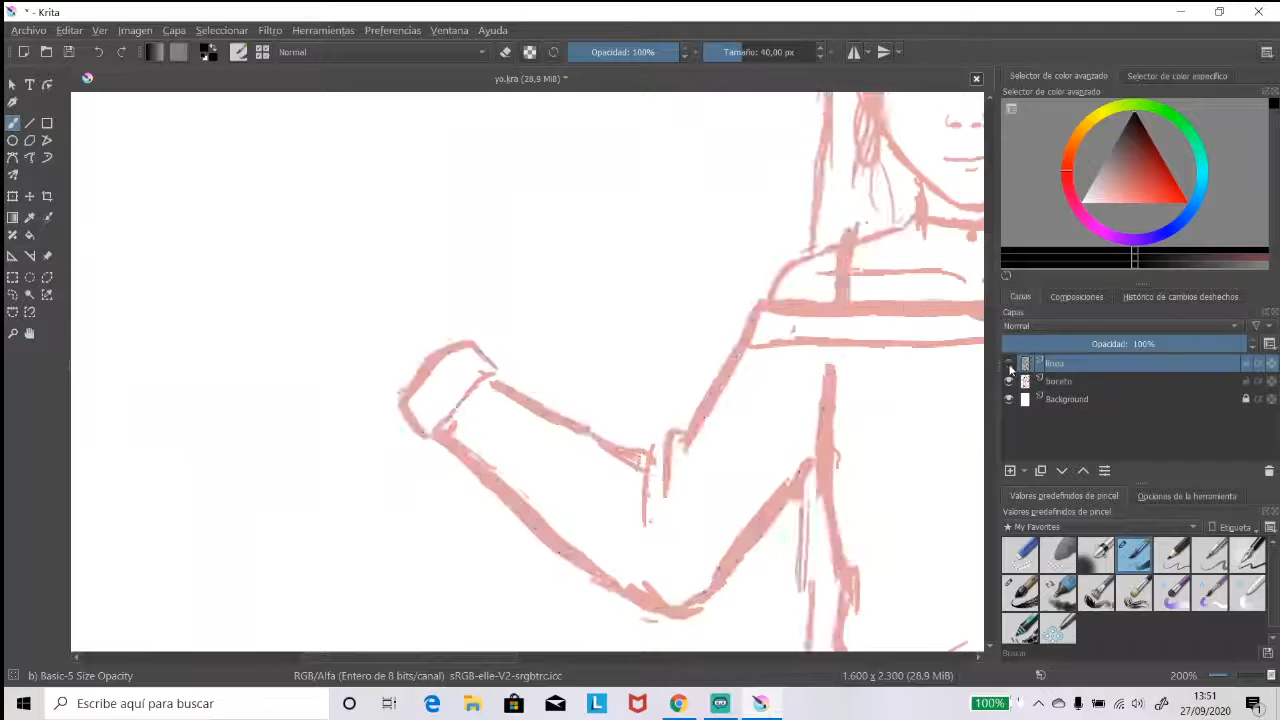 * - Krita
Archivo Editar Ver Imagen Capa Seleccionar Filtro Herramientas Preferencias Ventana Ayuda
Normal Opacidad: 100% Tamaño: 40,00 px
yo.kra (28,9 MiB) *
Selector de color avanzado Selector de color específico
Selector de color avanzado
Capas Composiciones Histórico de cambios deshechos
Capas
Normal
Opacidad: 100%
linea
boceto
Background
Valores predefinidos de pincel Opciones de la herramienta
Valores predefinidos de pincel
My Favorites Etiqueta
Buscar
b) Basic-5 Size Opacity RGB/Alfa (Entero de 8 bits/canal) sRGB-elle-V2-srgbtrc.icc 1.600 x 2.300 (28,9 MiB) 200%
Escribe aquí para buscar 100% 13:51
27/09/2020